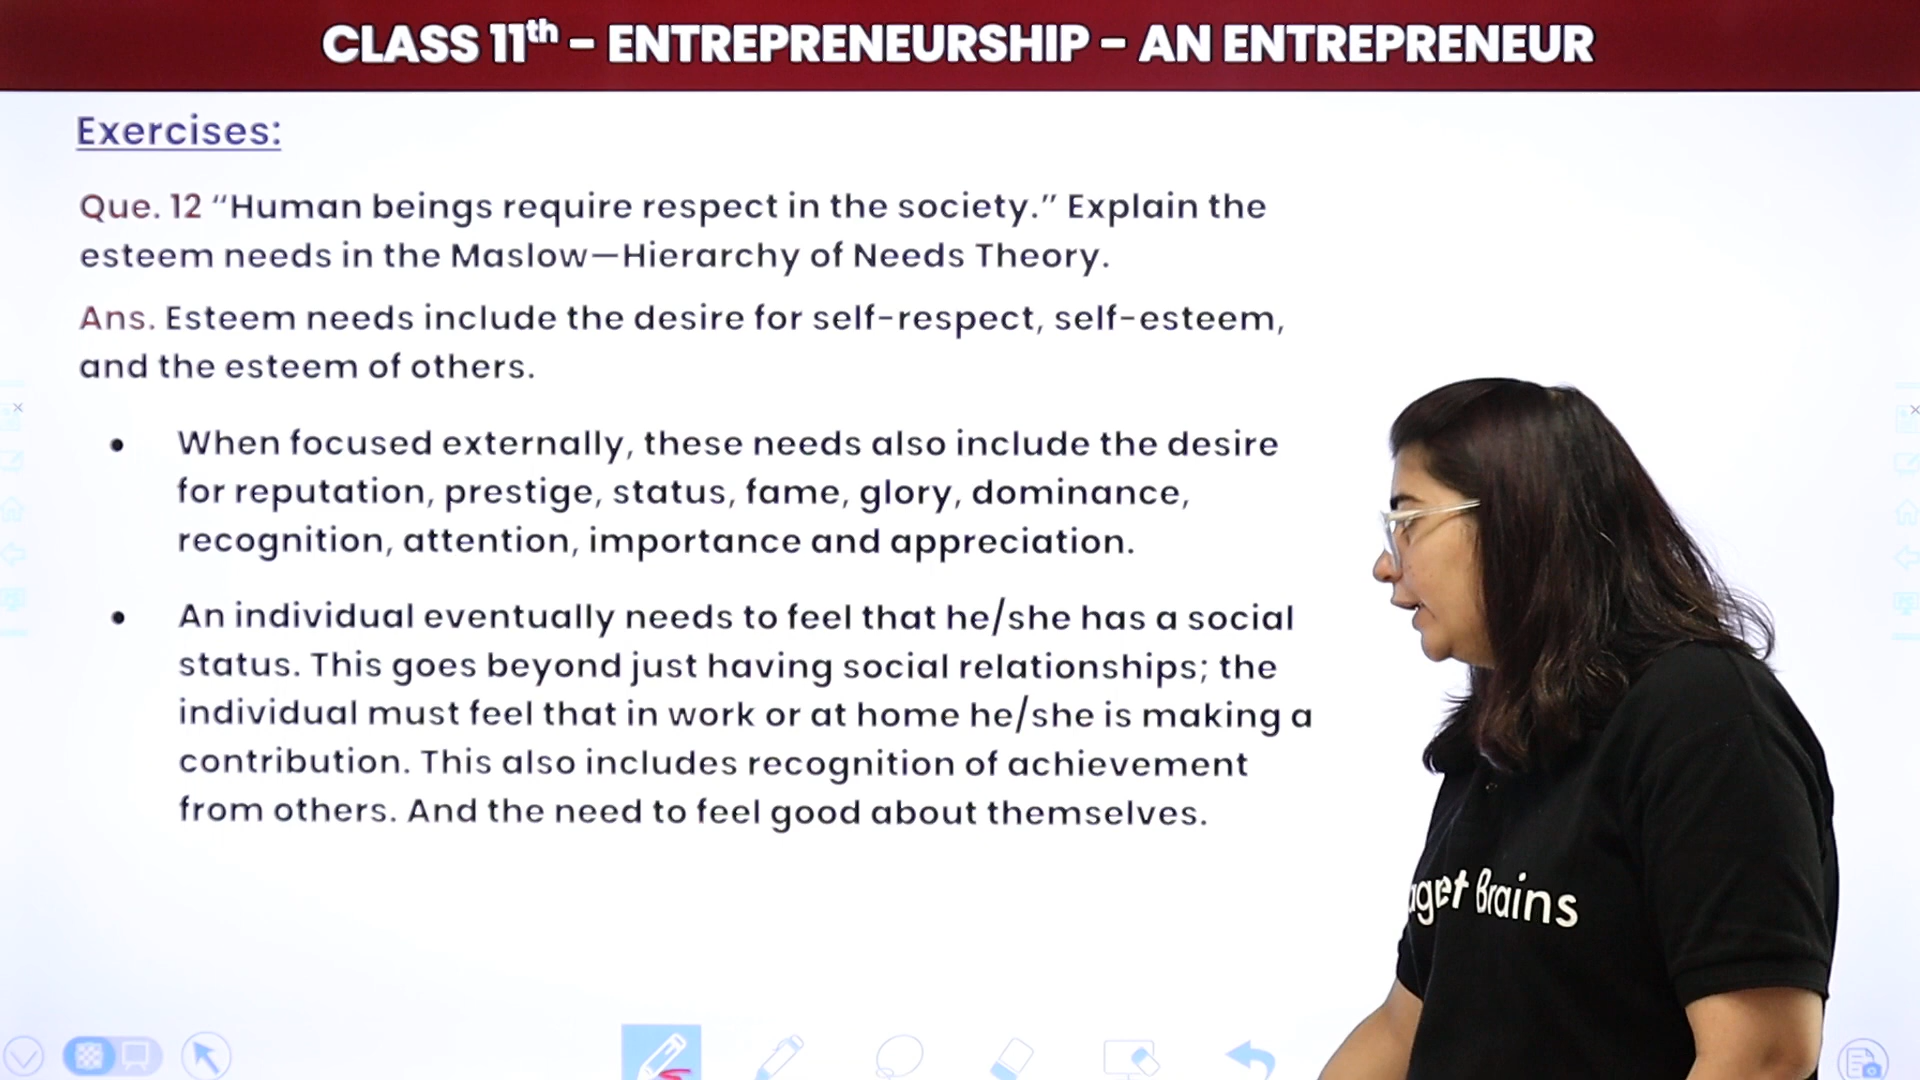 CLASS 11th – ENTREPRENEURSHIP – AN ENTREPRENEUR
Exercises:
Que. 12 “Human beings require respect in the society.” Explain the
esteem needs in the Maslow—Hierarchy of Needs Theory.
Ans. Esteem needs include the desire for self-respect, self-esteem,
and the esteem of others.
• When focused externally, these needs also include the desire
for reputation, prestige, status, fame, glory, dominance,
recognition, attention, importance and appreciation.
• An individual eventually needs to feel that he/she has a social
status. This goes beyond just having social relationships; the
individual must feel that in work or at home he/she is making a
contribution. This also includes recognition of achievement
from others. And the need to feel good about themselves.
Brains